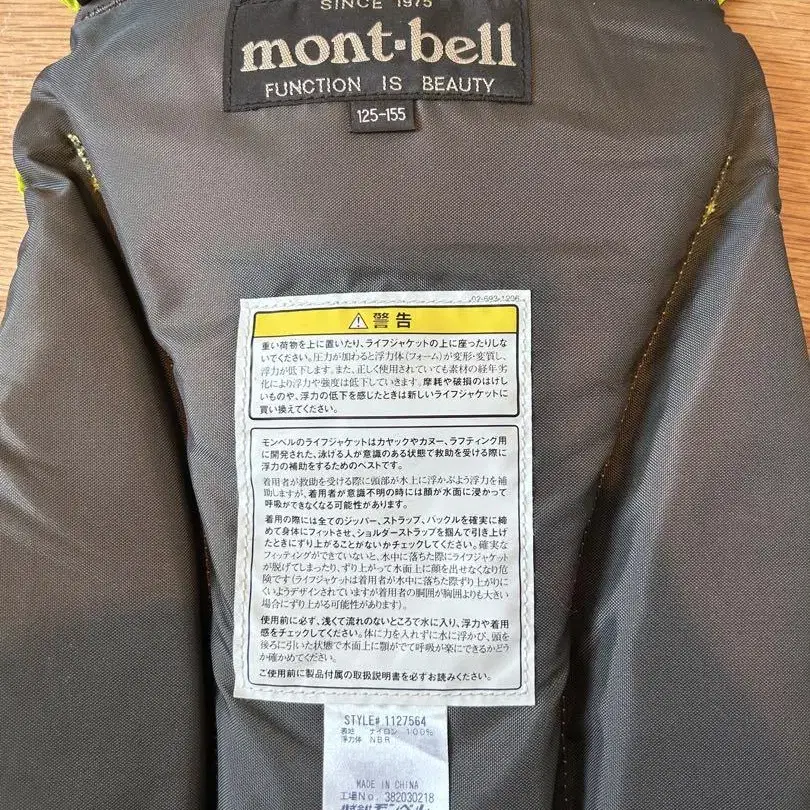 SINCE 1975
mont-bell
FUNCTION IS BEAUTY
125-155
02-693-1206
警告
重い荷物を上に置いたり、ライフジャケットの上に座ったりしな
いでください。圧力が加わると浮力体(フォーム)が変形・変質し、
浮力が低下します。また、正しく使用されていても素材の経年劣
化により浮力や強度は低下していきます。摩耗や破損のはげし
いものや、浮力の低下を感じたときは新しいライフジャケットに
買い換えてください。
モンベルのライフジャケットはカヤックやカヌー、ラフティング用
に開発された、泳げる人が意識のある状態で救助を受ける際に
浮力の補助をするためのベストです。
着用者が救助を受ける際に頭部が水上に浮かぶよう浮力を補
助しますが、着用者が意識不明の時には顔が水面に浸かって
呼吸ができなくなる可能性があります。
着用の際には全てのジッパー、ストラップ、バックルを確実に締
めて身体にフィットさせ、ショルダーストラップを掴んで引き上げ
たときにずり上がることがないかチェックしてください。確実な
フィッティングができていないと、水中に落ちた際にライフジャケット
が脱げてしまったり、ずり上がって水面上に顔を出せなくなり危
険です(ライフジャケットは着用者が水中に落ちた際ずり上がりに
くいようデザインされていますが着用者の胴囲が胸囲よりも大きい
場合にずり上がる可能性があります)。
使用前に必ず、浅くて流れのないところで水に入り、浮力や着用
感をチェックしてください。体に力を入れずに水に浮かび、頭を
後ろに引いた状態で水面上に顎がでて呼吸が楽にできるかどう
か確かめてください。
ご使用前に製品付属の取扱説明書を必ずお読みください。
STYLE# 1127564
表地 ナイロン 100%
浮力体 NBR
MADE IN CHINA
工場No. 382030218
株式会社モンベル